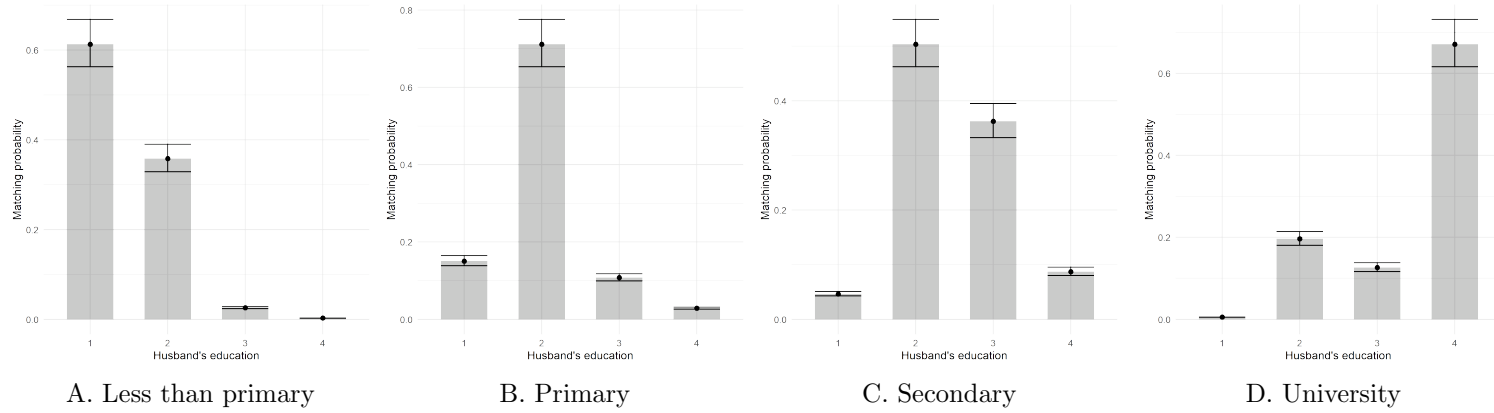 Matching probability
0.6
0.4
0.2
0.0
1 2 3 4
Husband's education
A. Less than primary
Matching probability
0.8
0.6
0.4
0.2
0.0
1 2 3 4
Husband's education
B. Primary
Matching probability
0.4
0.2
0.0
1 2 3 4
Husband's education
C. Secondary
Matching probability
0.6
0.4
0.2
0.0
1 2 3 4
Husband's education
D. University